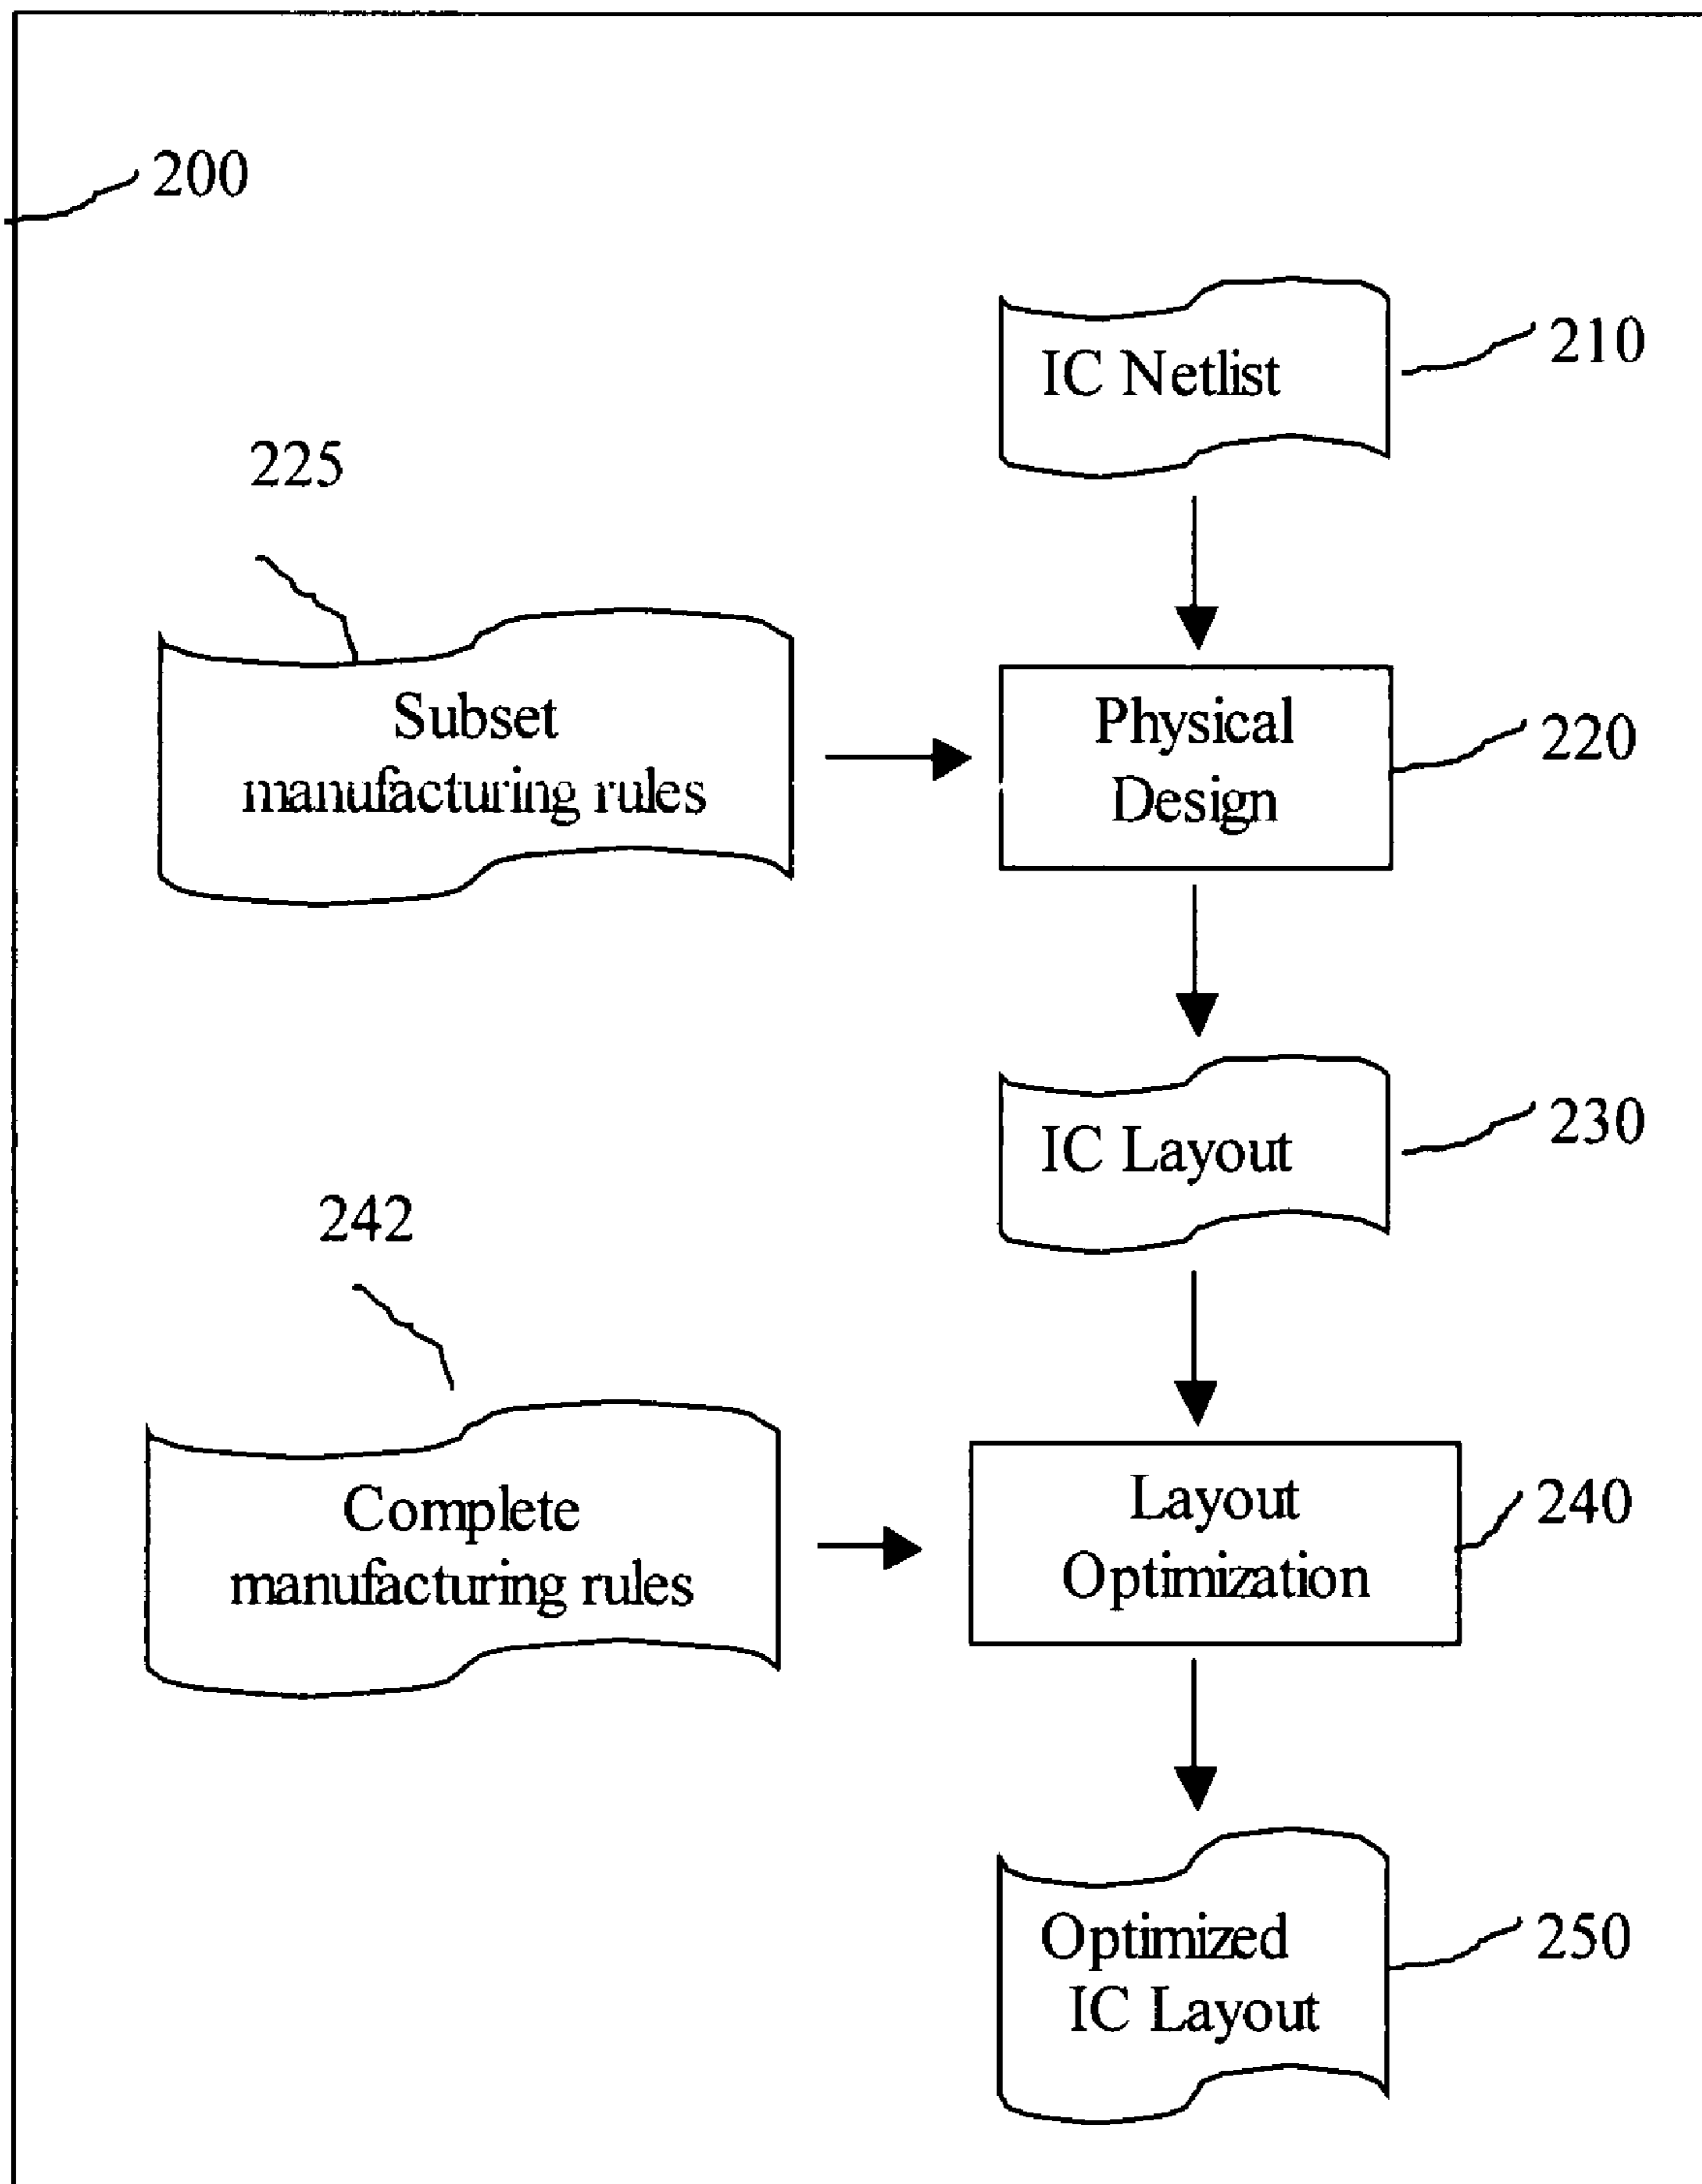 200
IC Netlist
210
225
Subset
manufacturing rules
Physical
Design
220
IC Layout
230
242
Complete
manufacturing rules
Layout
Optimization
240
Optimized
IC Layout
250